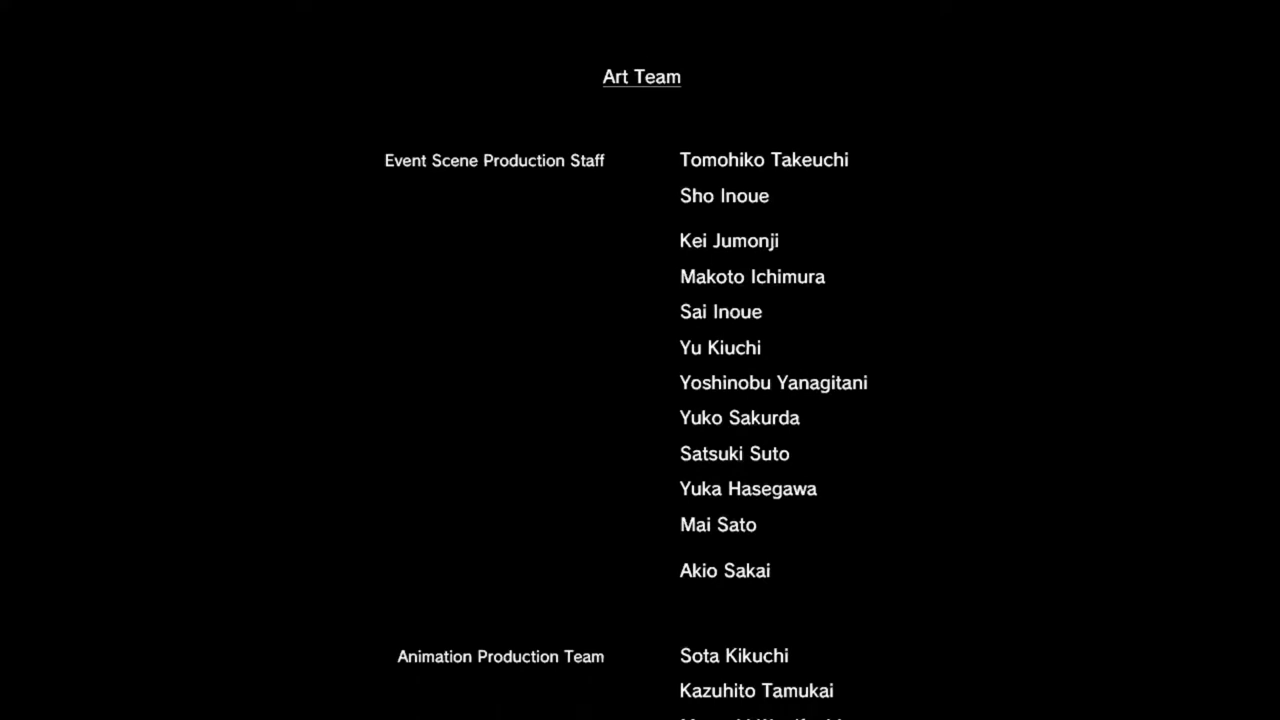 Art Team
Event Scene Production Staff Tomohiko Takeuchi
Sho Inoue
Kei Jumonji
Makoto Ichimura
Sai Inoue
Yu Kiuchi
Yoshinobu Yanagitani
Yuko Sakurda
Satsuki Suto
Yuka Hasegawa
Mai Sato
Akio Sakai
Animation Production Team Sota Kikuchi
Kazuhito Tamukai